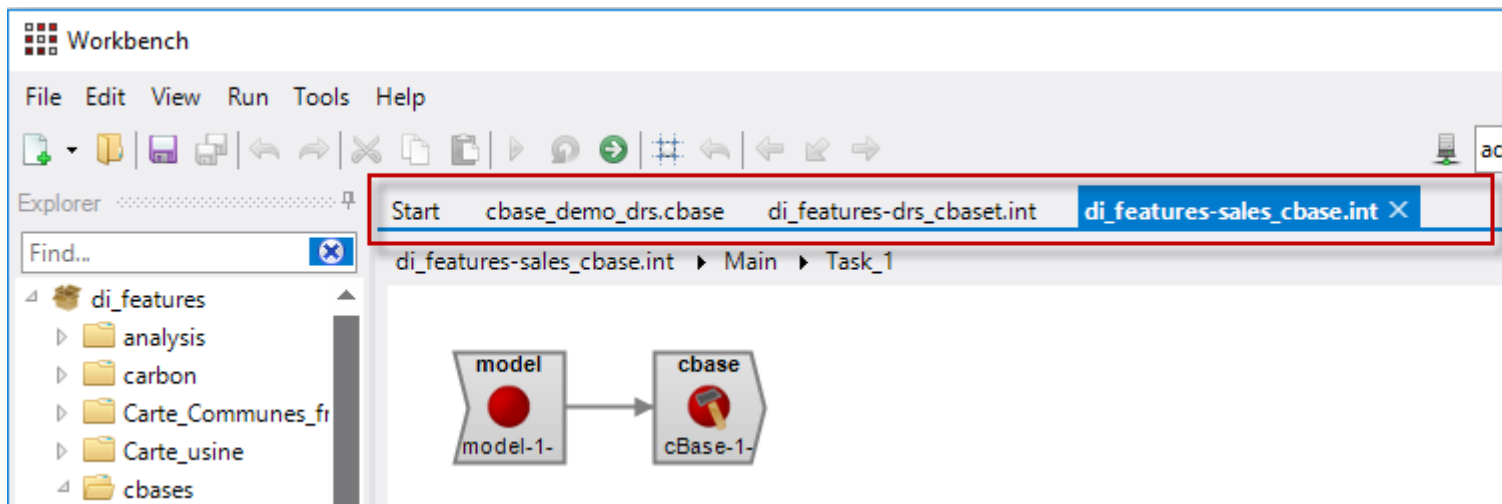 Workbench
File Edit View Run Tools Help
Explorer
Find...
Start cbase_demo_drs.cbase di_features-drs_cbaset.int di_features-sales_cbase.int
di_features-sales_cbase.int Main Task_1
di_features
analysis
carbon
Carte_Communes_fr
Carte_usine
cbases
model
model-1-
cbase
cBase-1-